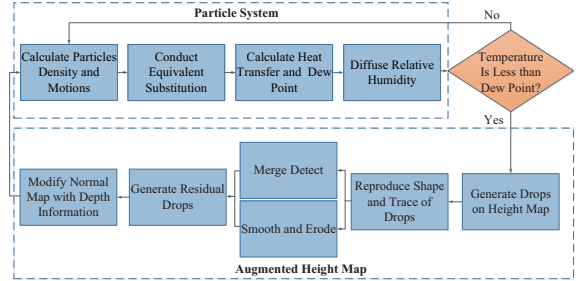 Particle System
No
Calculate Particles
Density and
Motions
Conduct
Equivalent
Substitution
Calculate Heat
Transfer and Dew
Point
Diffuse Relative
Humidity
Temperature
Is Less than
Dew Point?
Yes
Modify Normal
Map with Depth
Information
Generate Residual
Drops
Merge Detect
Smooth and Erode
Reproduce Shape
and Trace of
Drops
Generate Drops
on Height Map
Augmented Height Map